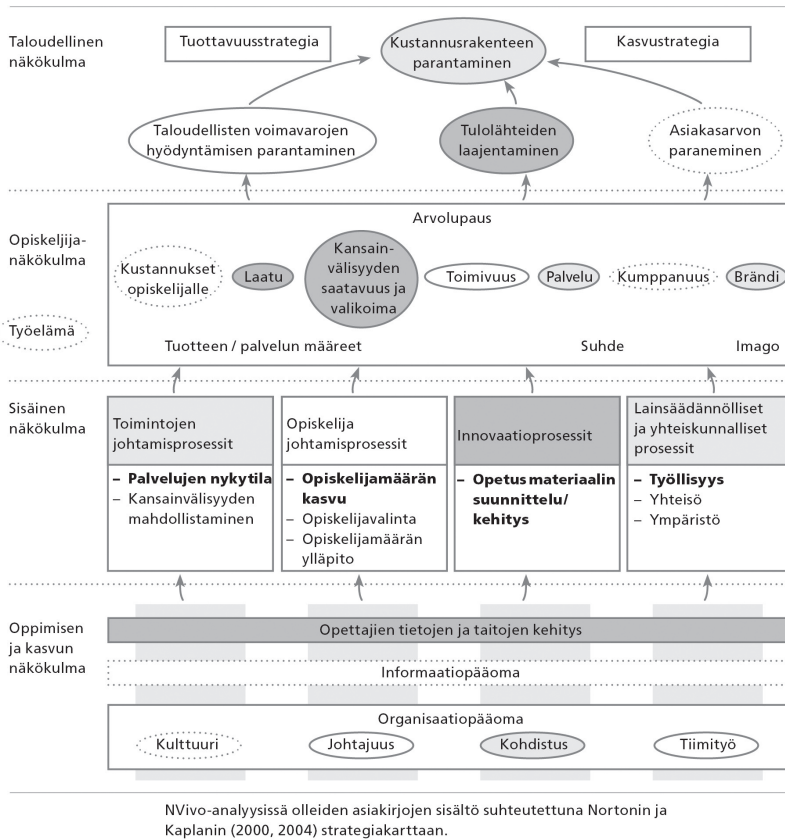 Taloudellinen
näkökulma
Tuottavuusstrategia
Kustannusrakenteen
parantaminen
Kasvustrategia
Taloudellisten voimavarojen
hyödyntämisen parantaminen
Tulolähteiden
laajentaminen
Asiakasarvon
paraneminen
Opiskeljija-
näkökulma
Työelämä
Arvolupaus
Kustannukset
opiskelijalle
Laatu
Kansain-
välisyyden
saatavuus ja
valikoima
Toimivuus
Palvelu
Kumppanuus
Brändi
Tuotteen / palvelun määreet
Suhde
Imago
Sisäinen
näkökulma
Toimintojen
johtamisprosessit
– Palvelujen nykytila
– Kansainvälisyyden
mahdollistaminen
Opiskelija
johtamisprosessit
– Opiskelijamäärän
kasvu
– Opiskelijavalinta
– Opiskelijamäärän
ylläpito
Innovaatioprosessit
– Opetusmateriaalin
suunnittelu/
kehitys
Lainsäädännölliset
ja yhteiskunnalliset
prosessit
– Työllisyys
– Yhteisö
– Ympäristö
Oppimisen
ja kasvun
näkökulma
Opettajien tietojen ja taitojen kehitys
Informaatiopääoma
Organisaatiopääoma
Kulttuuri
Johtajuus
Kohdistus
Tiimityö
NVivo-analyysissä olleiden asiakirjojen sisältö suhteutettuna Nortonin ja
Kaplanin (2000, 2004) strategiakarttaan.